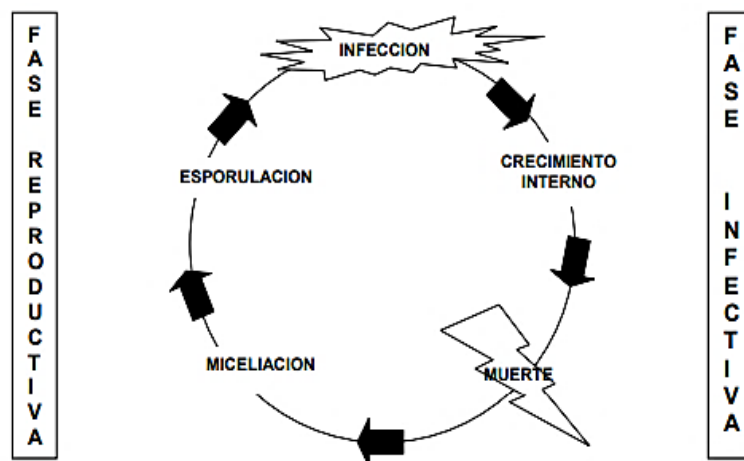 FASE REPRODUCTIVA
INFECCION
FASE INFECTIVA
CRECIMIENTO
INTERNO
ESPORULACION
MICELIACION
MUERTE